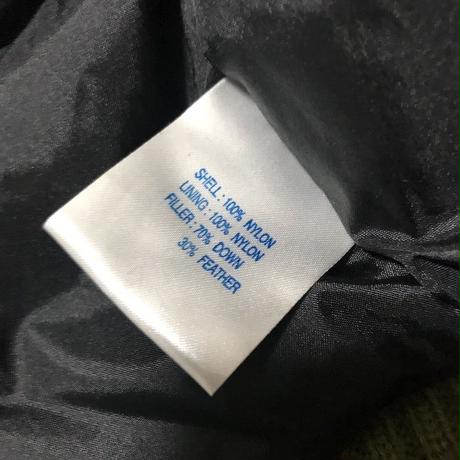 SHELL : 100% NYLON
LINING : 100% NYLON
FILLER : 70% DOWN
30% FEATHER